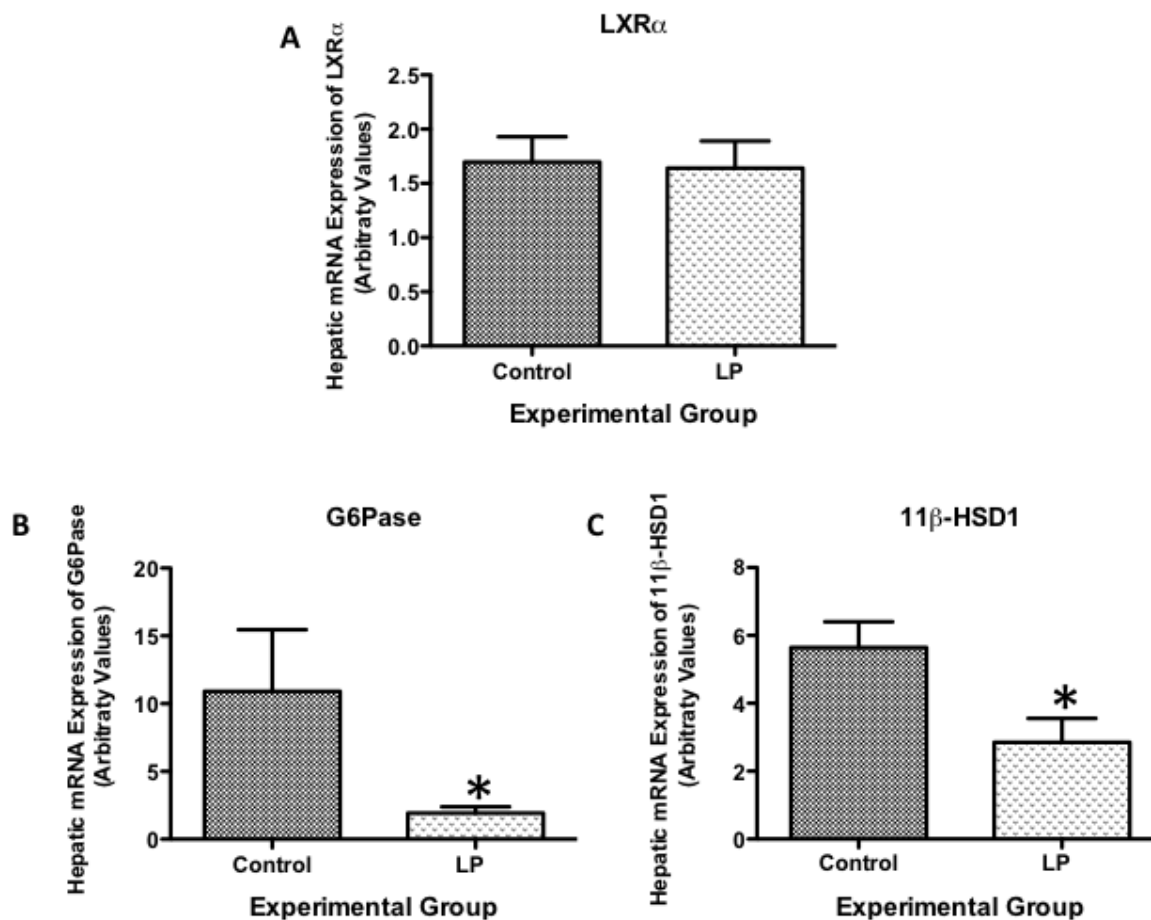 A
LXRα
Hepatic mRNA Expression of LXRα
(Arbitraty Values)
2.5
2.0
1.5
1.0
0.5
0.0
Control
LP
Experimental Group
B
G6Pase
Hepatic mRNA Expression of G6Pase
(Arbitraty Values)
20
15
10
5
0
*
Control
LP
Experimental Group
C
11β-HSD1
Hepatic mRNA Expression of 11β-HSD1
(Arbitraty Values)
8
6
4
2
0
*
Control
LP
Experimental Group